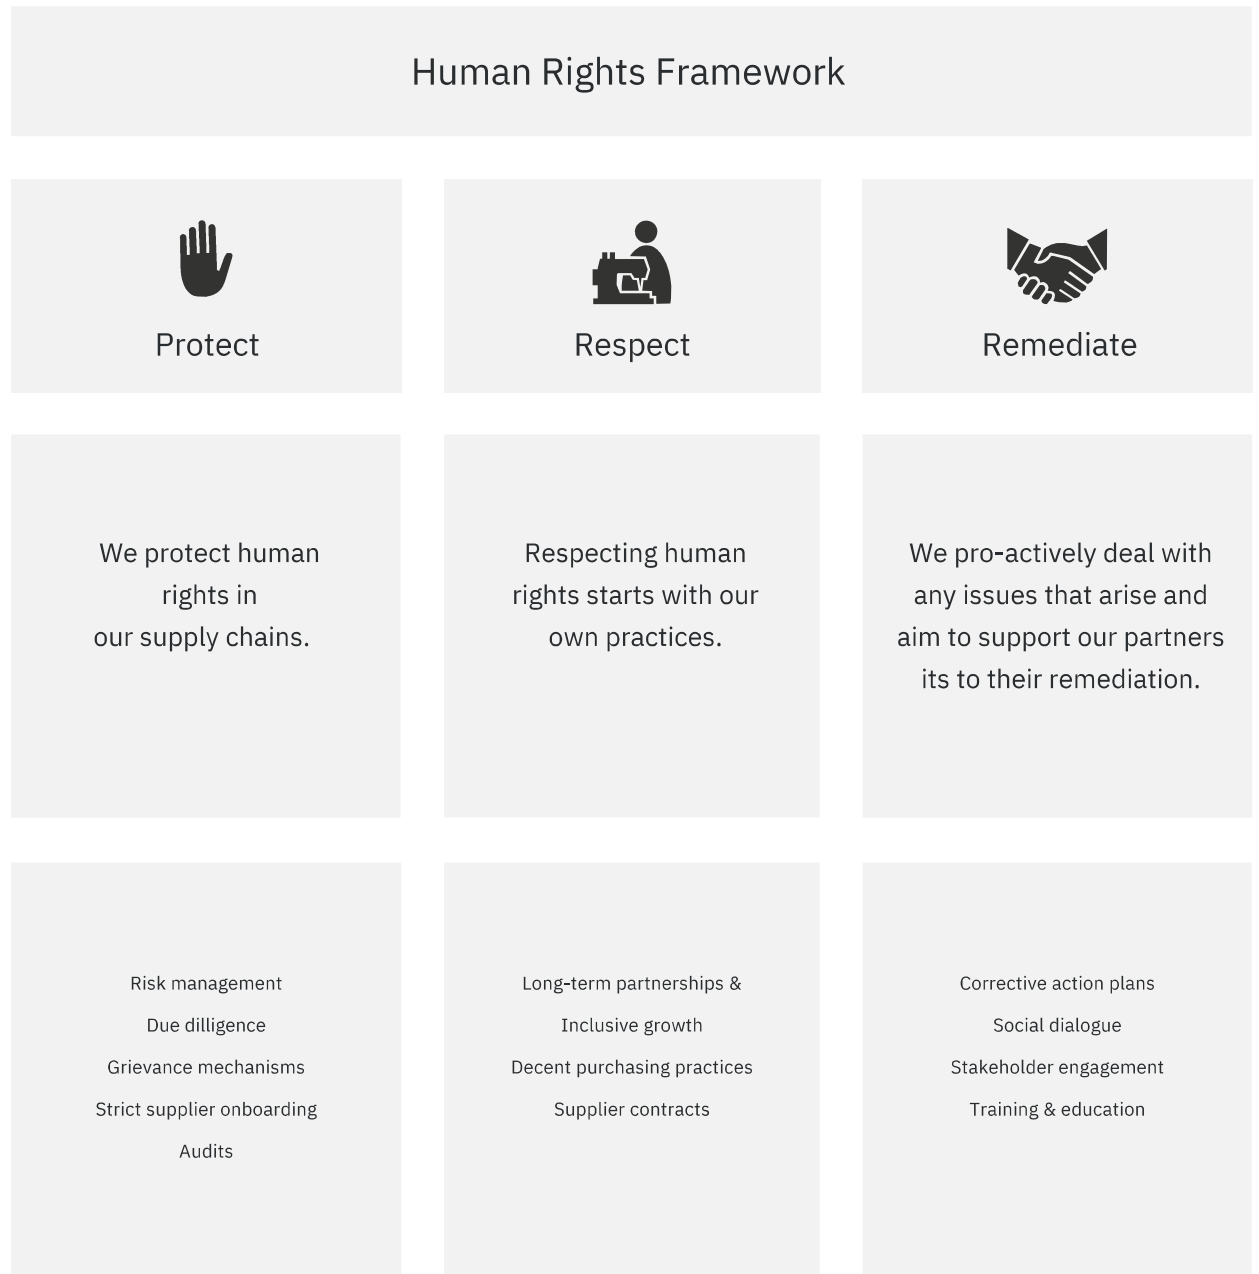 Human Rights Framework
Protect
Respect
Remediate
We protect human
rights in
our supply chains.
Respecting human
rights starts with our
own practices.
We pro-actively deal with
any issues that arise and
aim to support our partners
its to their remediation.
Risk management
Due dilligence
Grievance mechanisms
Strict supplier onboarding
Audits
Long-term partnerships &
Inclusive growth
Decent purchasing practices
Supplier contracts
Corrective action plans
Social dialogue
Stakeholder engagement
Training & education